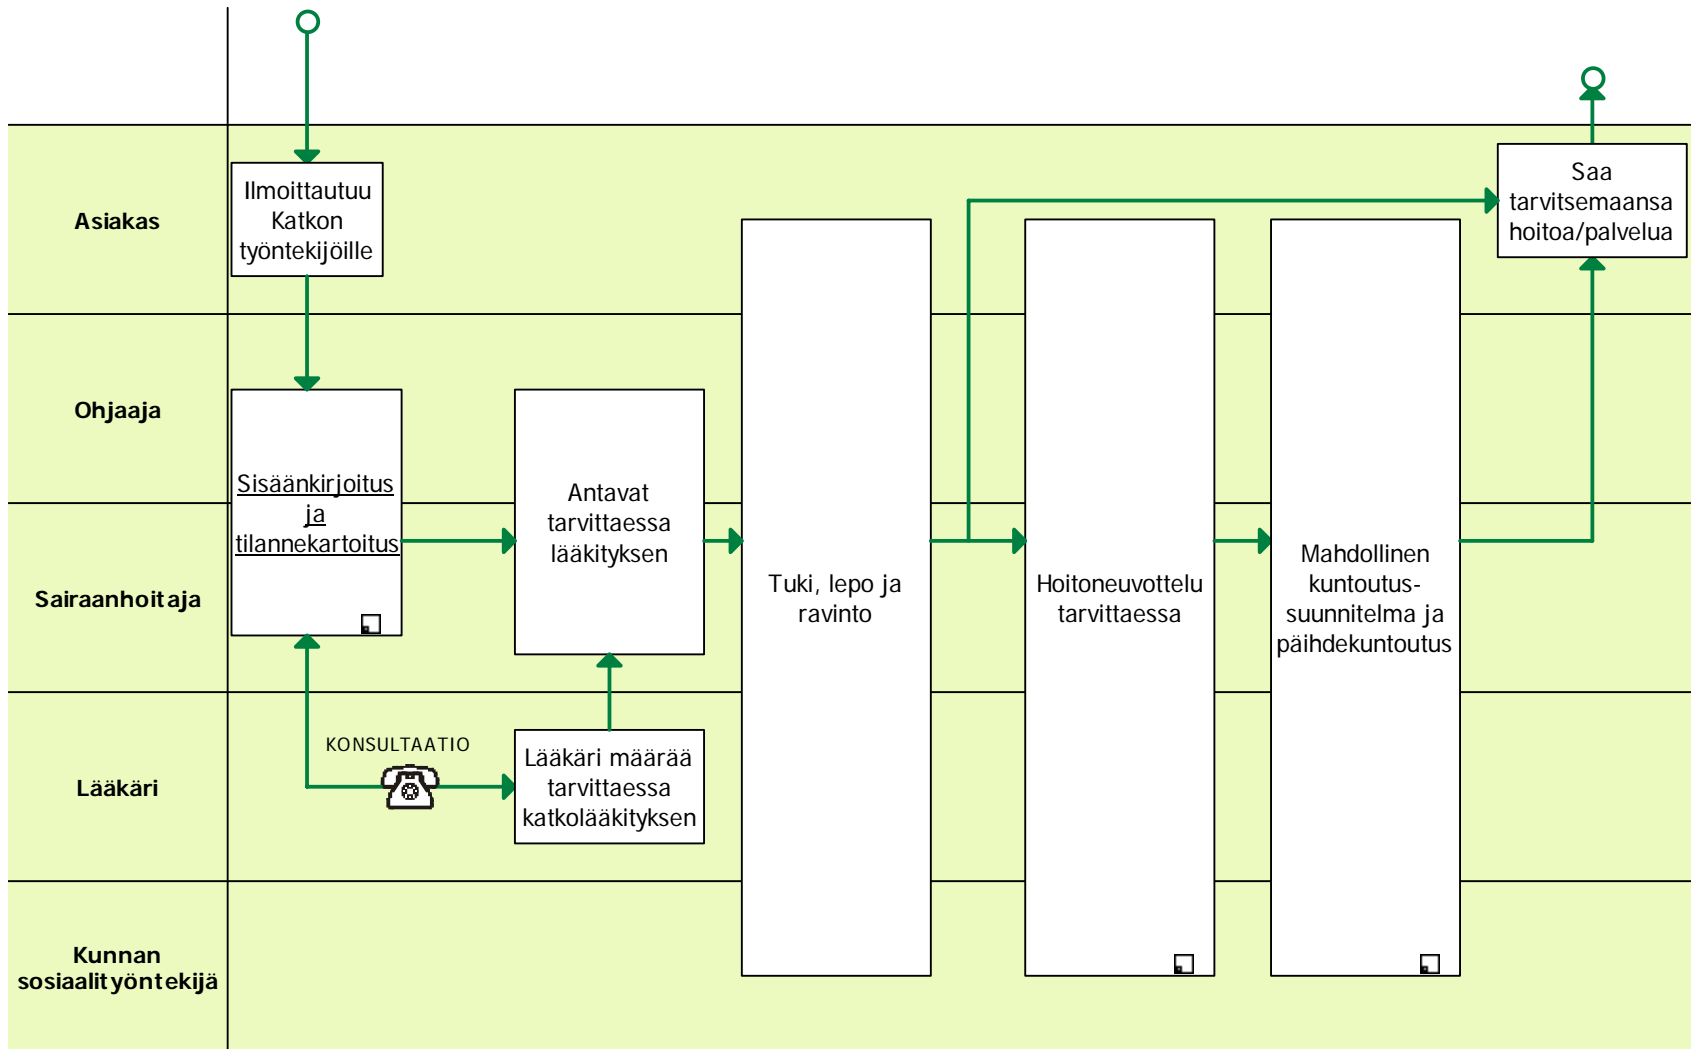 Asiakas
Ilmoittautuu
Katkon
työntekijöille
Saa
tarvitsemaansa
hoitoa/palvelua
Ohjaaja
Sisäänkirjoitus
ja
tilannekartoitus
Antavat
tarvittaessa
lääkityksen
Tuki, lepo ja
ravinto
Hoitoneuvottelu
tarvittaessa
Mahdollinen
kuntoutus-
suunnitelma ja
päihdekuntoutus
Sairaanhoitaja
Lääkäri
KONSULTAATIO
Lääkäri määrää
tarvittaessa
katkolääkityksen
Kunnan
sosiaalityöntekijä